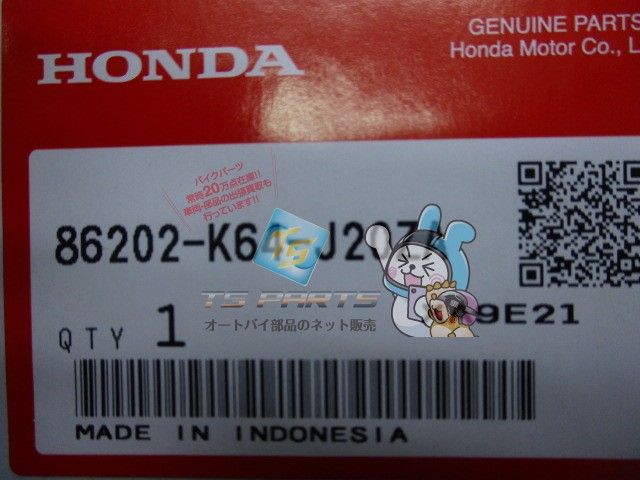 HONDA
GENUINE PARTS
Honda Motor Co., L
バイクパーツ
常時20万点在庫!!
車両・部品の出張買取も
行っています!!
86202-K64-J20Z
TS PARTS
オートバイ部品のネット販売
9E21
QTY 1
MADE IN INDONESIA